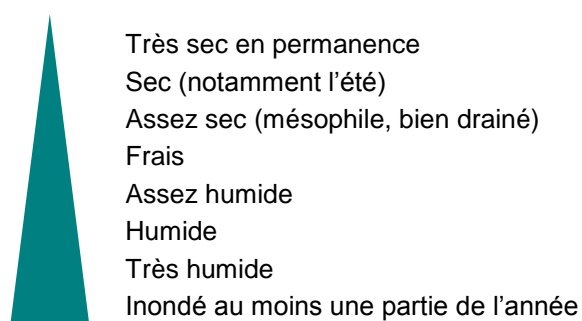 Très sec en permanence
Sec (notamment l'été)
Assez sec (mésophile, bien drainé)
Frais
Assez humide
Humide
Très humide
Inondé au moins une partie de l'année